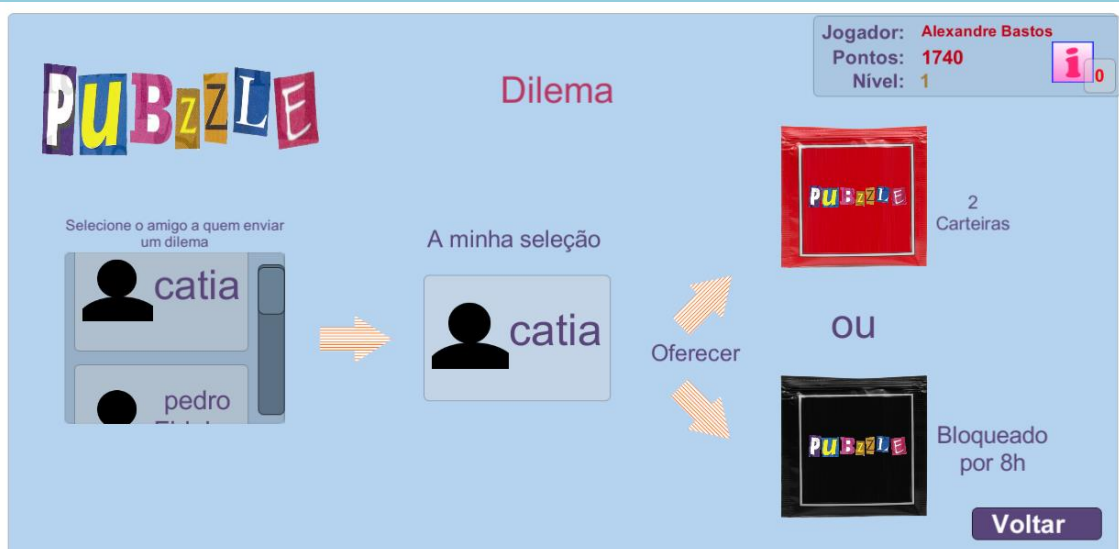 PUBZZLE
Dilema
Jogador: Alexandre Bastos
Pontos: 1740
Nível: 1
i
0
Selecione o amigo a quem enviar
um dilema
catia
pedro
A minha seleção
catia
Oferecer
PUBZZLE
2
Carteiras
ou
PUBZZLE
Bloqueado
por 8h
Voltar